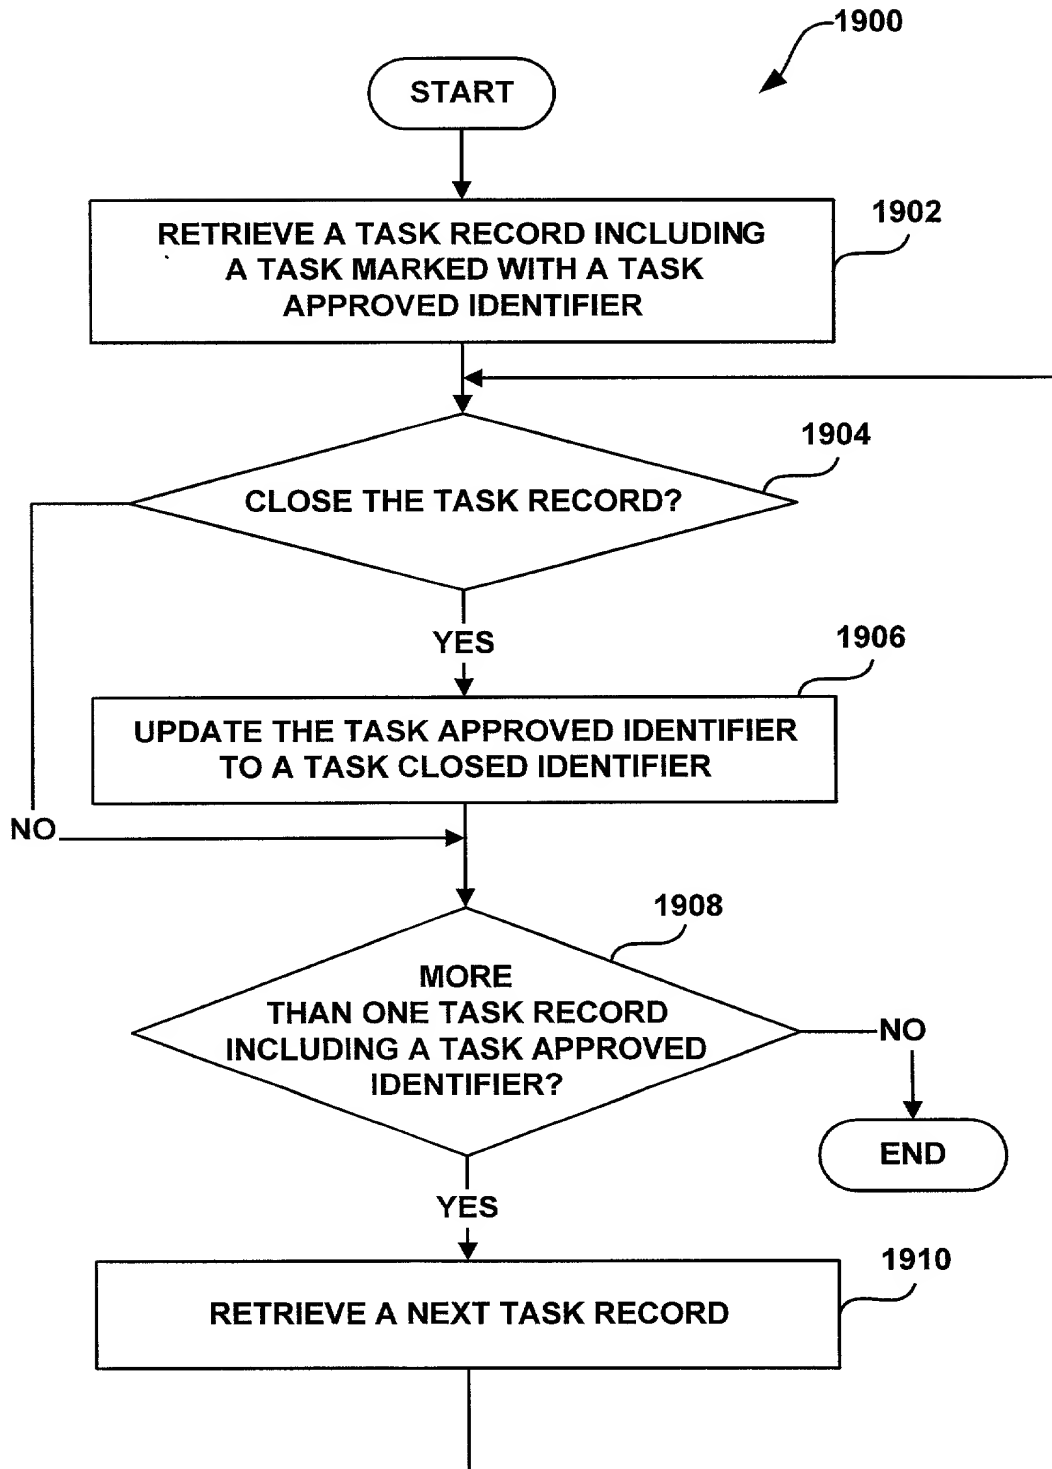 1900
START
1902
RETRIEVE A TASK RECORD INCLUDING
A TASK MARKED WITH A TASK
APPROVED IDENTIFIER
1904
CLOSE THE TASK RECORD?
YES
1906
UPDATE THE TASK APPROVED IDENTIFIER
TO A TASK CLOSED IDENTIFIER
NO
1908
MORE
THAN ONE TASK RECORD
INCLUDING A TASK APPROVED
IDENTIFIER?
NO
END
YES
1910
RETRIEVE A NEXT TASK RECORD